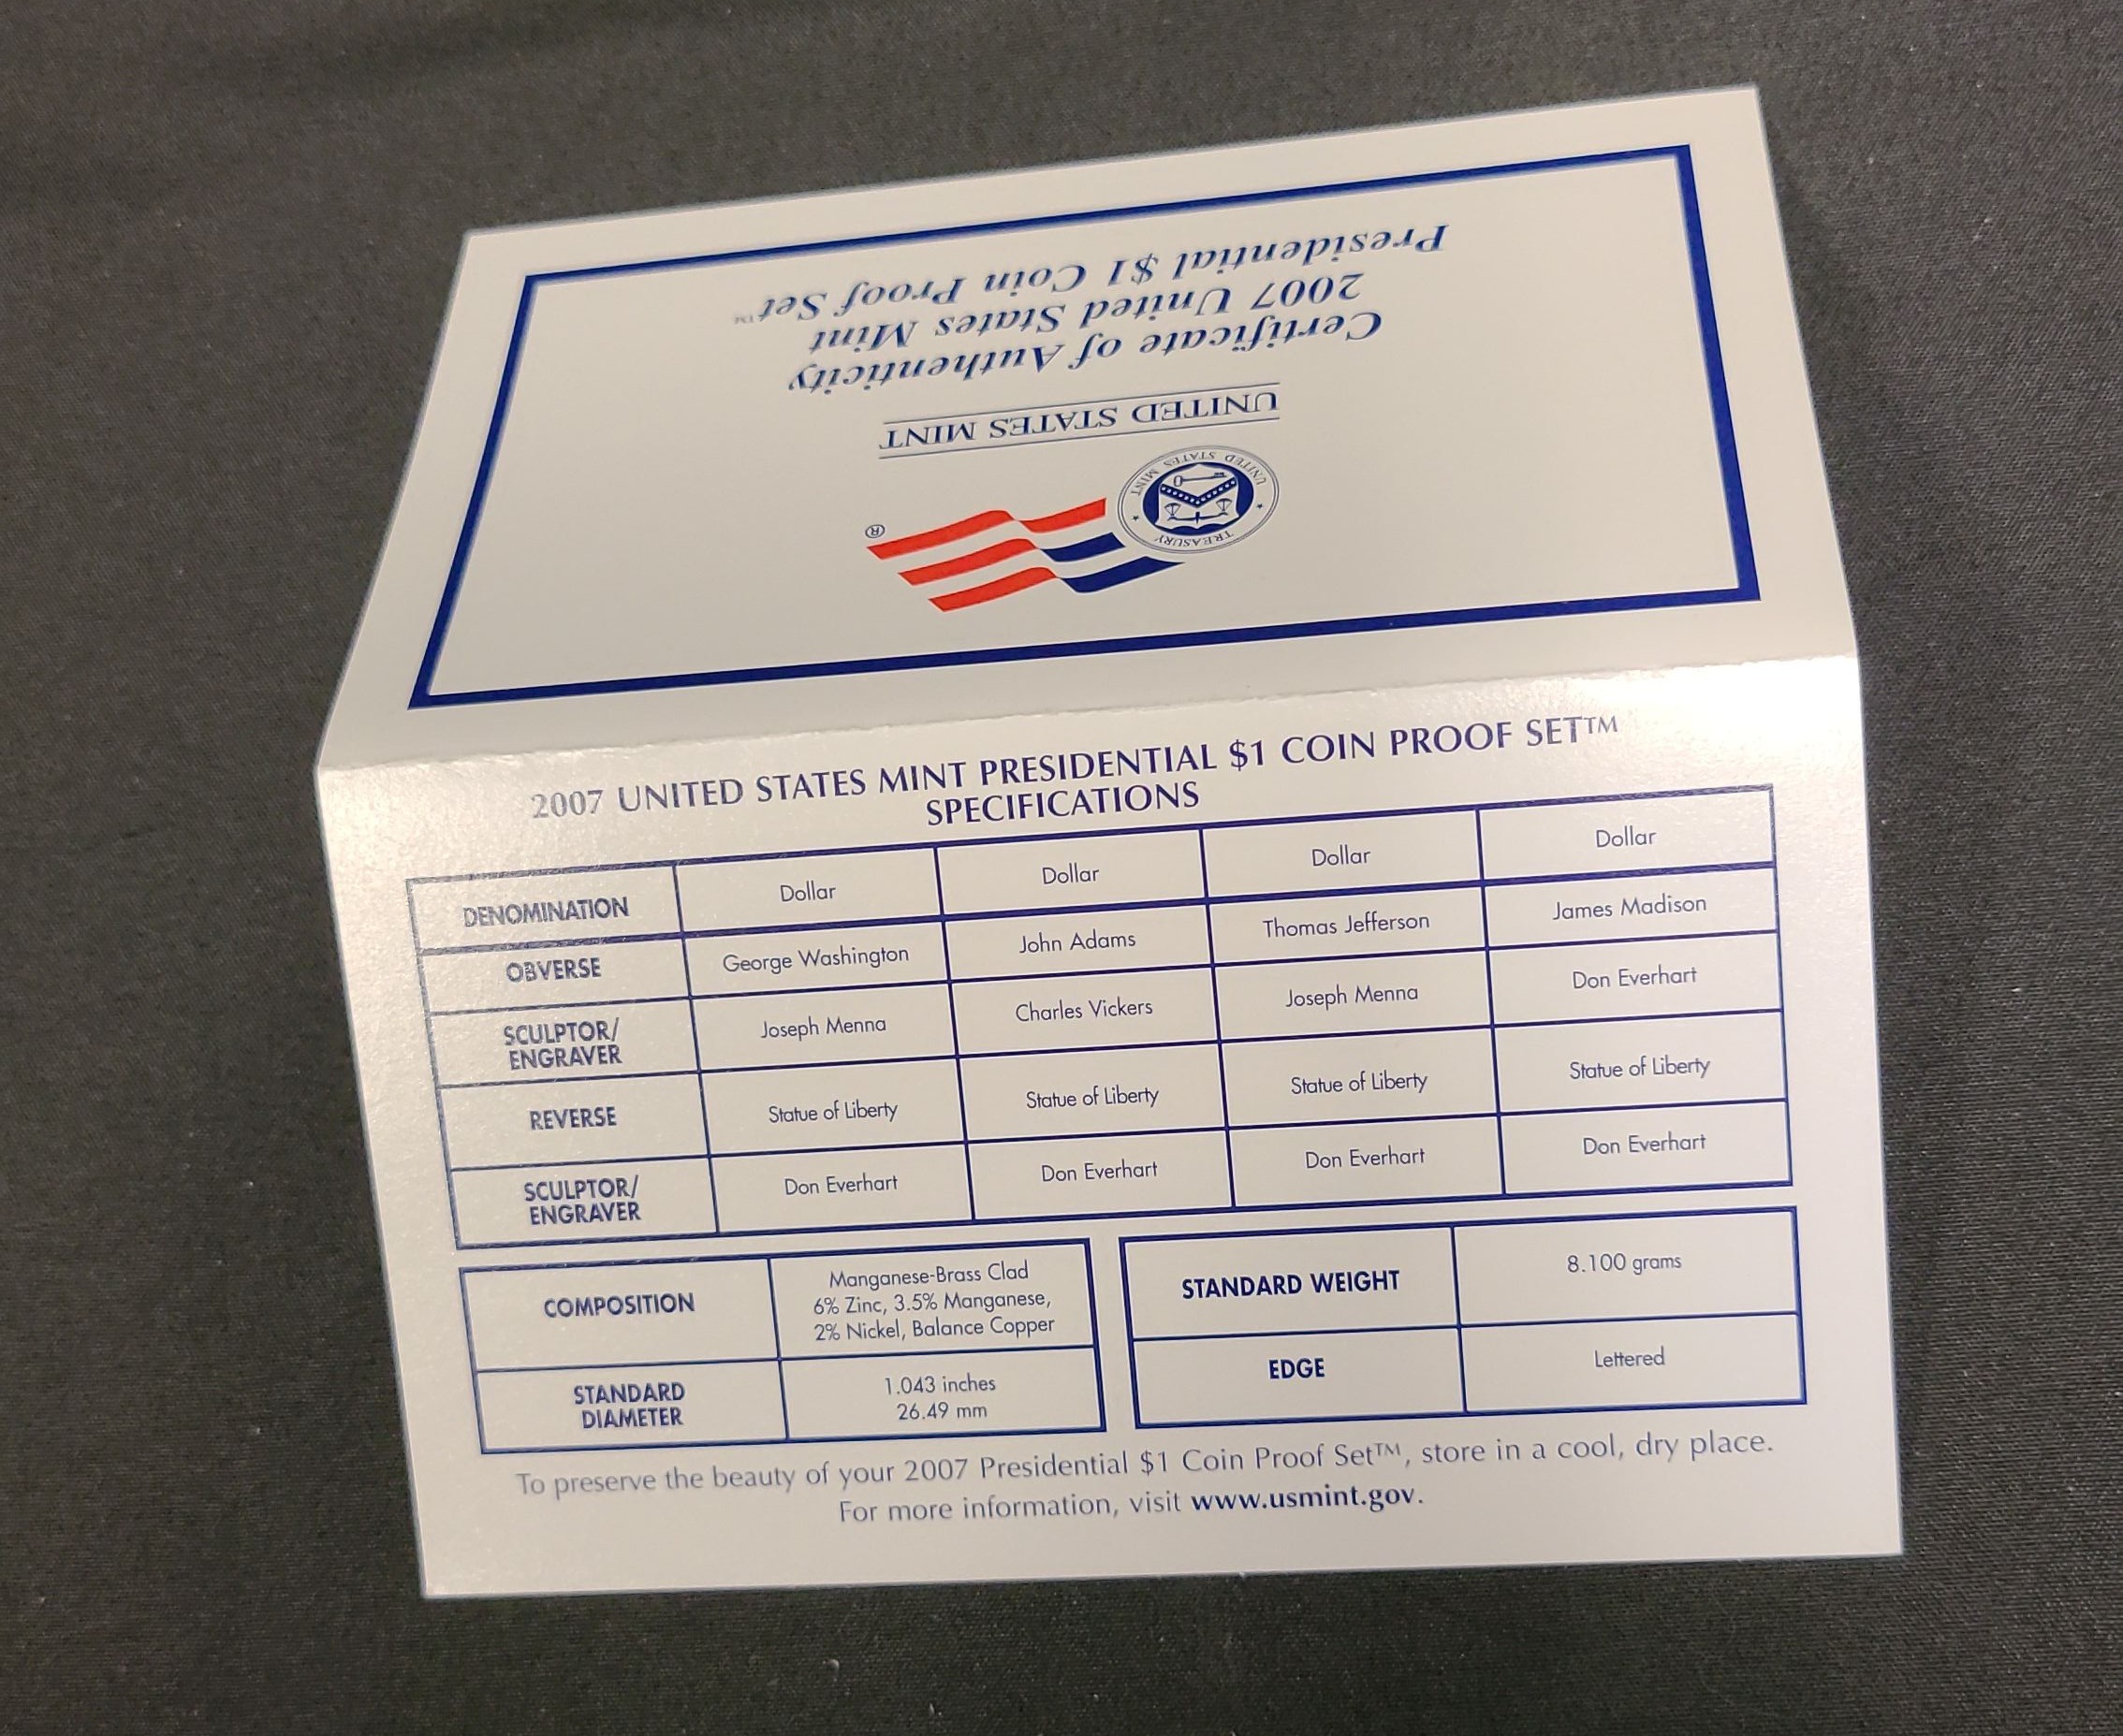 Certificate of Authenticity
2007 United States Mint
Presidential $1 Coin Proof Set™
UNITED STATES MINT
TREASURY
UNITED STATES MINT
®
2007 UNITED STATES MINT PRESIDENTIAL $1 COIN PROOF SET™
SPECIFICATIONS
DENOMINATION Dollar Dollar Dollar Dollar
OBVERSE George Washington John Adams Thomas Jefferson James Madison
SCULPTOR/
ENGRAVER Joseph Menna Charles Vickers Joseph Menna Don Everhart
REVERSE Statue of Liberty Statue of Liberty Statue of Liberty Statue of Liberty
SCULPTOR/
ENGRAVER Don Everhart Don Everhart Don Everhart Don Everhart
COMPOSITION
Manganese-Brass Clad
6% Zinc, 3.5% Manganese,
2% Nickel, Balance Copper
STANDARD
DIAMETER
1.043 inches
26.49 mm
STANDARD WEIGHT 8.100 grams
EDGE Lettered
To preserve the beauty of your 2007 Presidential $1 Coin Proof Set™, store in a cool, dry place.
For more information, visit www.usmint.gov.